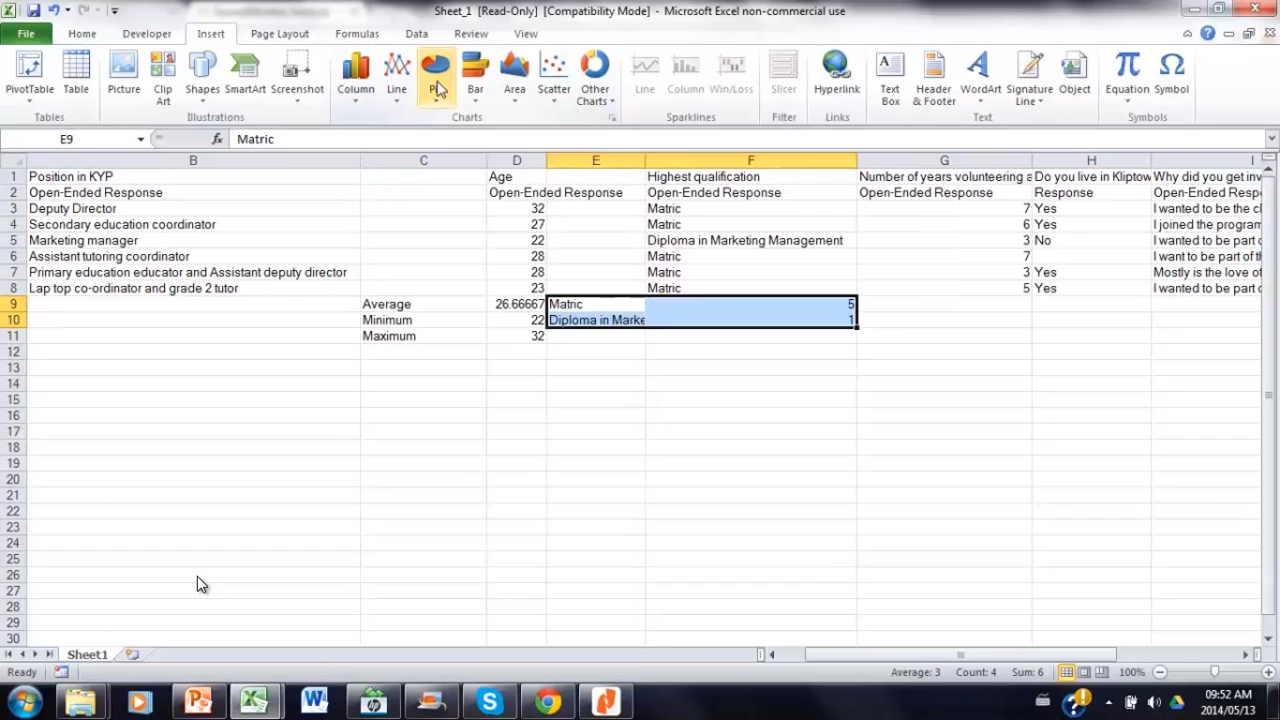 Sheet_1 [Read-Only] [Compatibility Mode] - Microsoft Excel non-commercial use
File Home Developer Insert Page Layout Formulas Data Review View
PivotTable Table Picture Clip Art Shapes SmartArt Screenshot Column Line Bar Area Scatter Other Charts Line Column Win/Loss Slicer Hyperlink Text Box Header & Footer WordArt Signature Line Object Equation Symbol
Tables Illustrations Charts Sparklines Filter Links Text Symbols
E9 fx Matric
B C D E F G H I
1 Position in KYP Age Highest qualification Number of years volunteering Do you live in Why did you get
2 Open-Ended Response Open-Ended Response Open-Ended Response Open-Ended Response Response Open-Ended
3 Deputy Director 32 Matric 7 Yes I wanted to be the
4 Secondary education coordinator 27 Matric 6 Yes I joined the
5 Marketing manager 22 Diploma in Marketing Management 3 No I wanted to be part
6 Assistant tutoring coordinator 28 Matric 7 I want to be part of
7 Primary education educator and Assistant deputy director 28 Matric 3 Yes Mostly is the love
8 Lap top co-ordinator and grade 2 tutor 23 Matric 5 Yes I wanted to be part
9 Average 26.66667 Matric 5
10 Minimum 22 Diploma in Marke 1
11 Maximum 32
12
13
14
15
16
17
18
19
20
21
22
23
24
25
26
27
28
29
30
Sheet1
Ready Average: 3 Count: 4 Sum: 6 100%
09:52 AM
2014/05/13